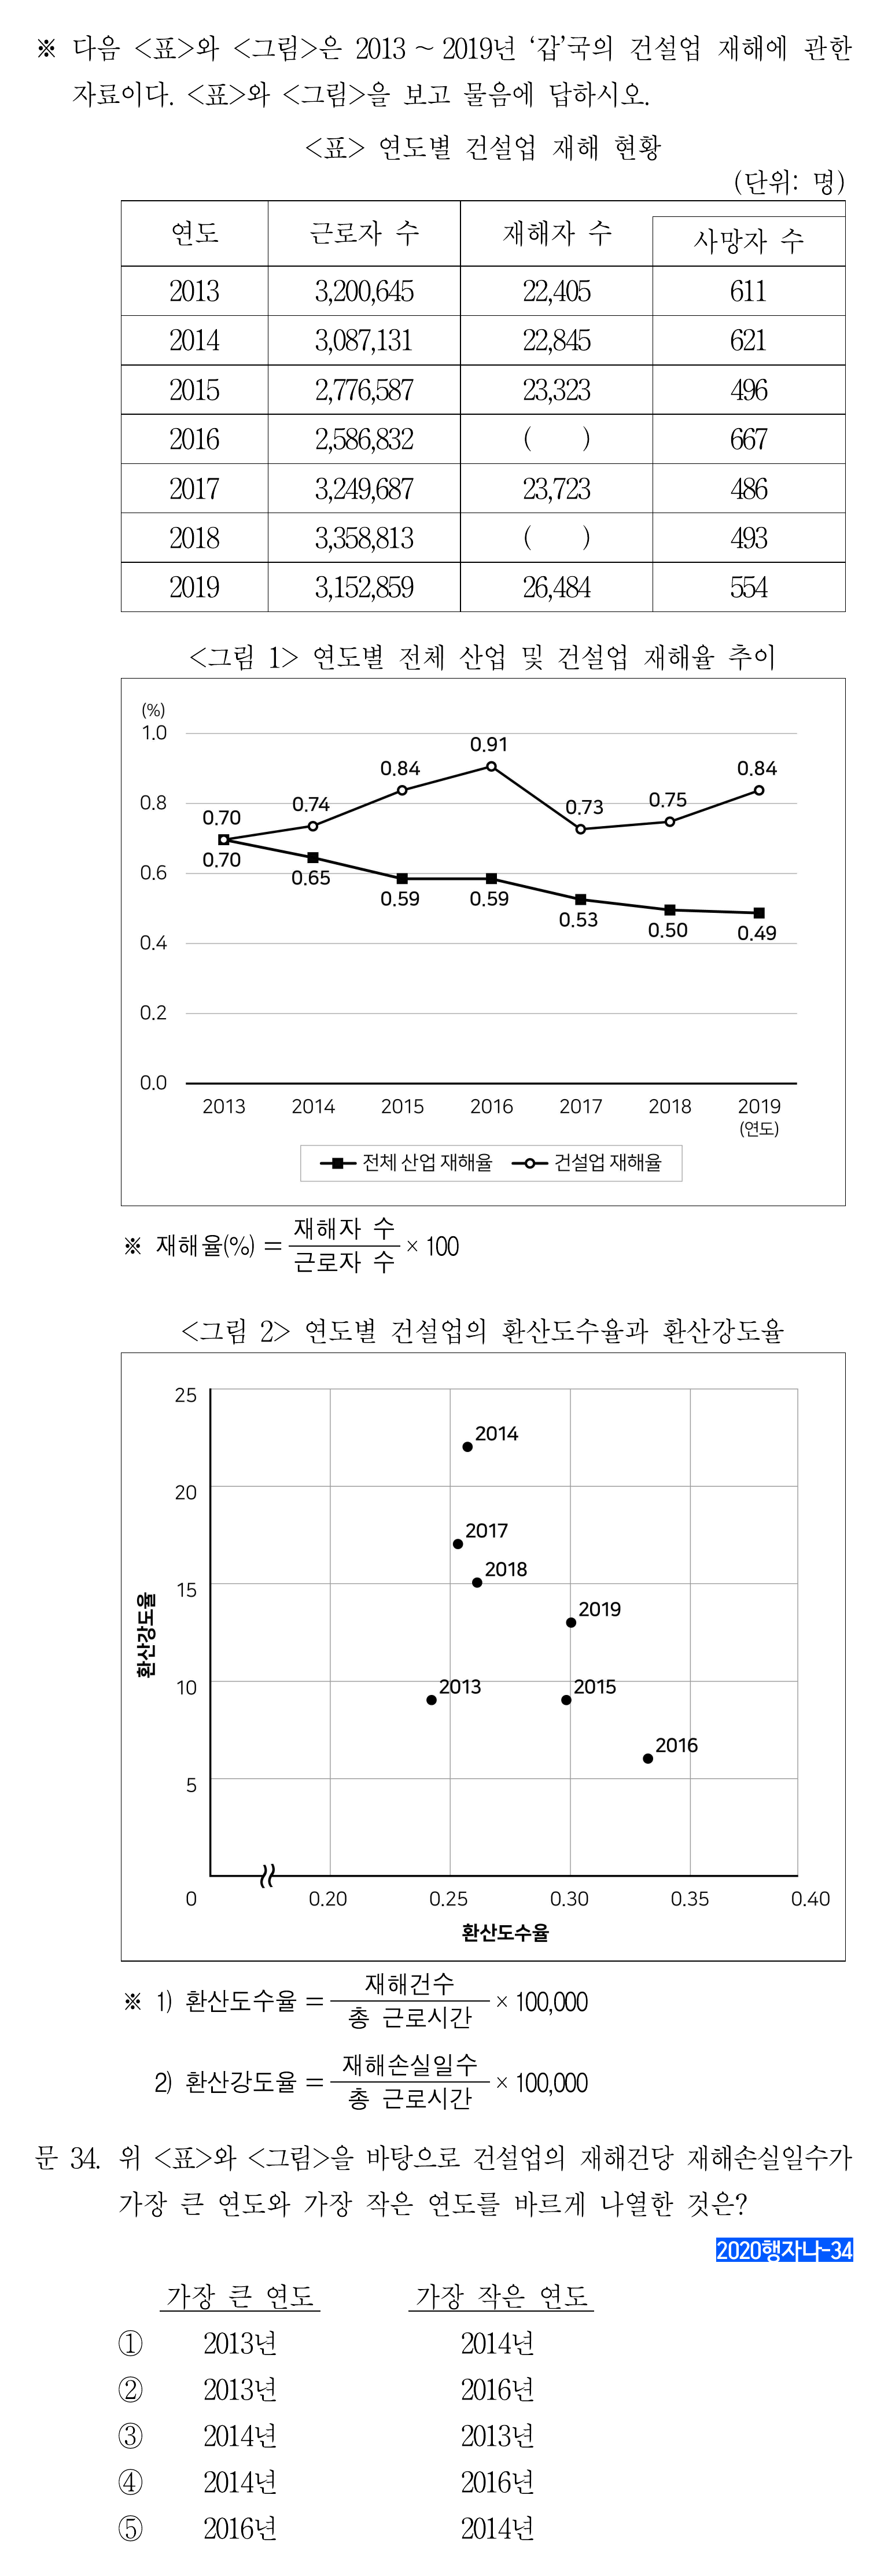 ※ 다음 <표>와 <그림>은 2013 ~ 2019년 ‘갑’국의 건설업 재해에 관한
자료이다. <표>와 <그림>을 보고 물음에 답하시오.
<표> 연도별 건설업 재해 현황
(단위: 명)
연도 근로자 수 재해자 수 사망자 수
2013 3,200,645 22,405 611
2014 3,087,131 22,845 621
2015 2,776,587 23,323 496
2016 2,586,832 ( ) 667
2017 3,249,687 23,723 486
2018 3,358,813 ( ) 493
2019 3,152,859 26,484 554
<그림 1> 연도별 전체 산업 및 건설업 재해율 추이
(%)
1.0
0.8
0.6
0.4
0.2
0.0
0.70 0.74 0.84 0.91 0.73 0.75 0.84
0.70 0.65 0.59 0.59 0.53 0.50 0.49
2013 2014 2015 2016 2017 2018 2019
(연도)
전체 산업 재해율 건설업 재해율
※ 재해율(%) = 재해자 수 / 근로자 수 × 100
<그림 2> 연도별 건설업의 환산도수율과 환산강도율
환산강도율
25
20
15
10
5
0 0.20 0.25 0.30 0.35 0.40
2014
2017
2018
2019
2013 2015
2016
환산도수율
※ 1) 환산도수율 = 재해건수 / 총 근로시간 × 100,000
2) 환산강도율 = 재해손실일수 / 총 근로시간 × 100,000
문 34. 위 <표>와 <그림>을 바탕으로 건설업의 재해건당 재해손실일수가
가장 큰 연도와 가장 작은 연도를 바르게 나열한 것은?
2020행자나-34
가장 큰 연도 가장 작은 연도
① 2013년 2014년
② 2013년 2016년
③ 2014년 2013년
④ 2014년 2016년
⑤ 2016년 2014년